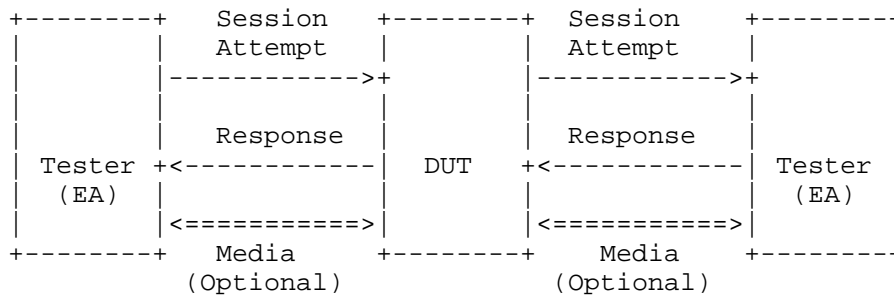 +--------+   Session   +--------+   Session   +--------+
|        |   Attempt   |        |   Attempt   |        |
|        |------------>+        |------------>+        |
|        |             |        |             |        |
|        |   Response  |        |   Response  |        |
| Tester +<------------|  DUT   +<------------| Tester |
|  (EA)  |             |        |             |  (EA)  |
|        |<===========>|        |<===========>|        |
+--------+   Media     +--------+    Media    +--------+
           (Optional)              (Optional)